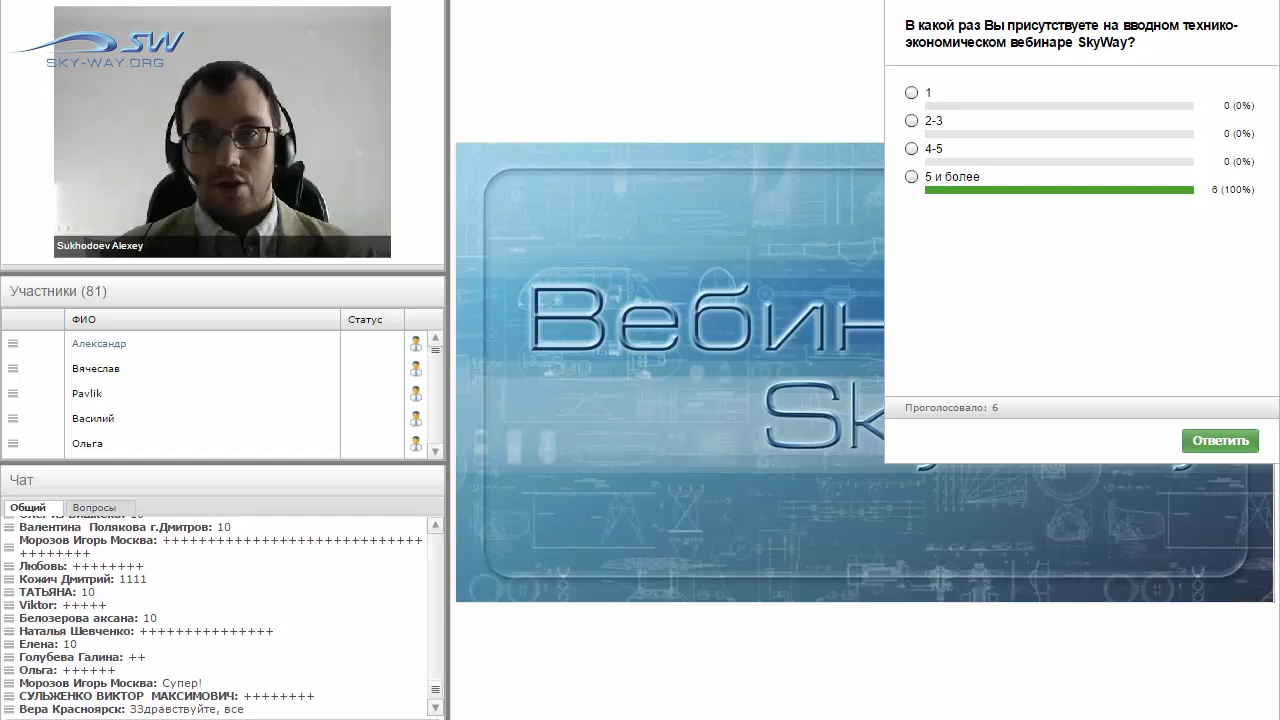 SW
SKY-WAY.ORG
Sukhodoev Alexey
Участники (81)
ФИО
Статус
Александр
Вячеслав
Pavlik
Василий
Ольга
Чат
Общий
Вопросы
Валентина Полякова г.Дмитров: 10
Морозов Игорь Москва: +++++++++++++++++++++++++++++
++++++++
Любовь: ++++++++
Кожич Дмитрий: 1111
ТАТЬЯНА: 10
Viktor: +++++
Белозерова аксана: 10
Наталья Шевченко: +++++++++++++++
Елена: 10
Голубева Галина: ++
Ольга: ++++++
Морозов Игорь Москва: Супер!
СУЛЬЖЕНКО ВИКТОР МАКСИМОВИЧ: ++++++++
Вера Красноярск: ЗЗдравствуйте, все
Вебин
Sk
В какой раз Вы присутствуете на вводном технико-
экономическом вебинаре SkyWay?
1
0 (0%)
2-3
0 (0%)
4-5
0 (0%)
5 и более
6 (100%)
Проголосовало: 6
Ответить